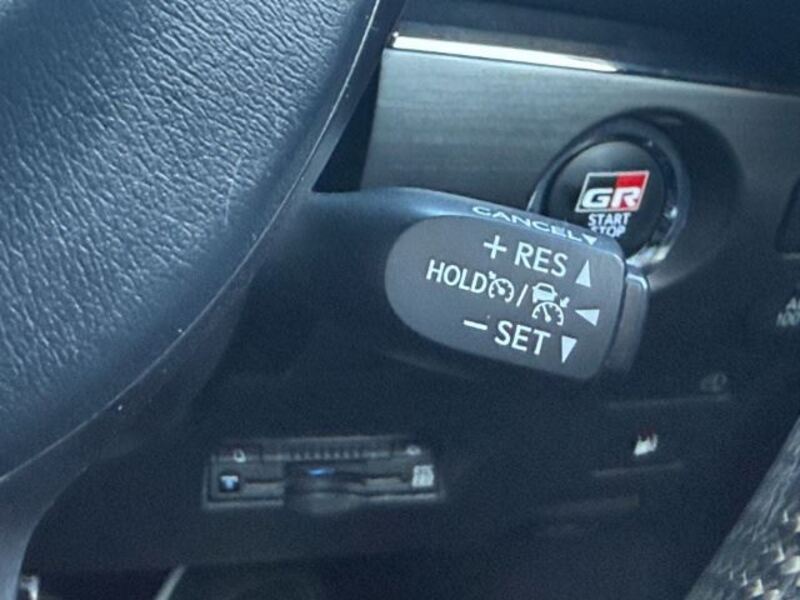 GR
START
STOP
CANCEL▼
+ RES ▲
HOLD / ◀
− SET ▼